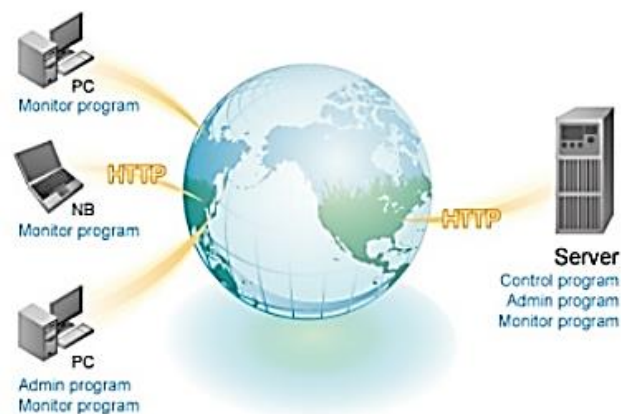 PC
Monitor program
HTTP
NB
Monitor program
PC
Admin program
Monitor program
HTTP
Server
Control program
Admin program
Monitor program